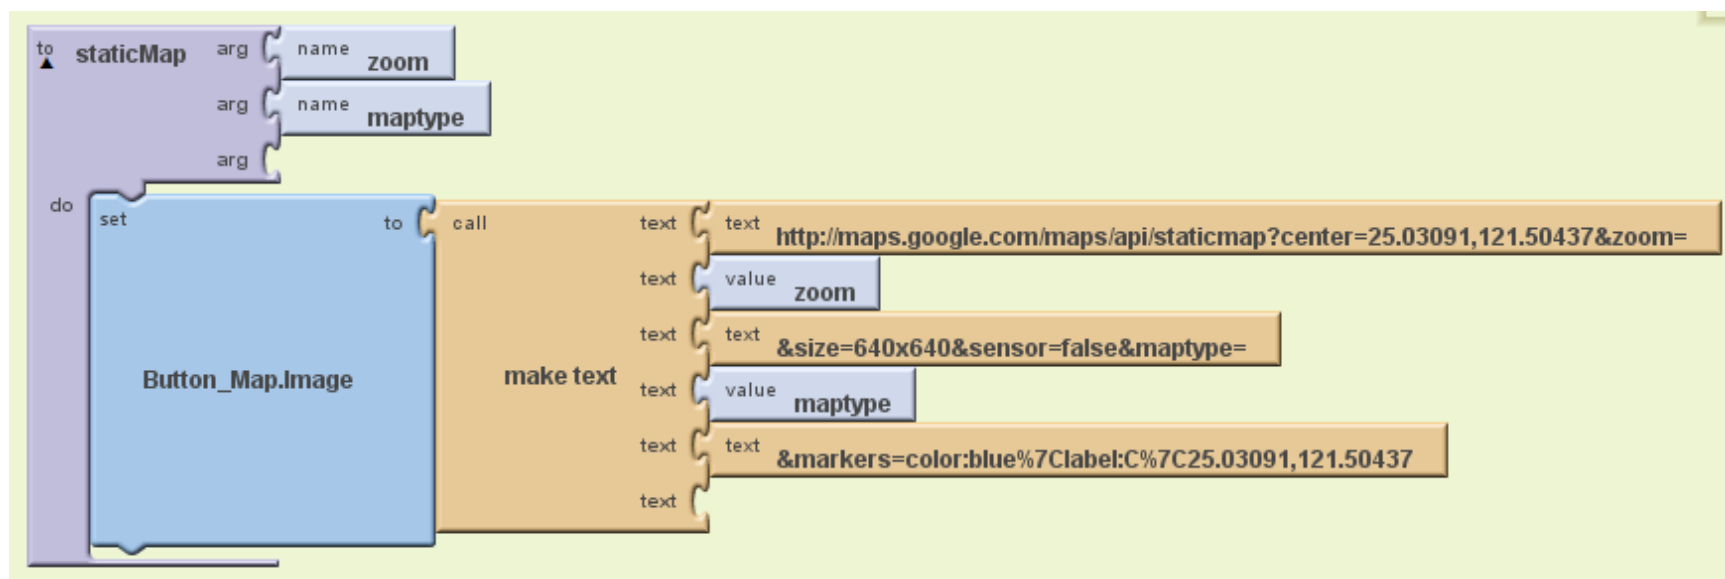 to staticMap arg name zoom
arg name maptype
arg
do set Button_Map.Image to call make text text text http://maps.google.com/maps/api/staticmap?center=25.03091,121.50437&zoom=
text value zoom
text text &size=640x640&sensor=false&maptype=
text value maptype
text text &markers=color:blue%7Clabel:C%7C25.03091,121.50437
text